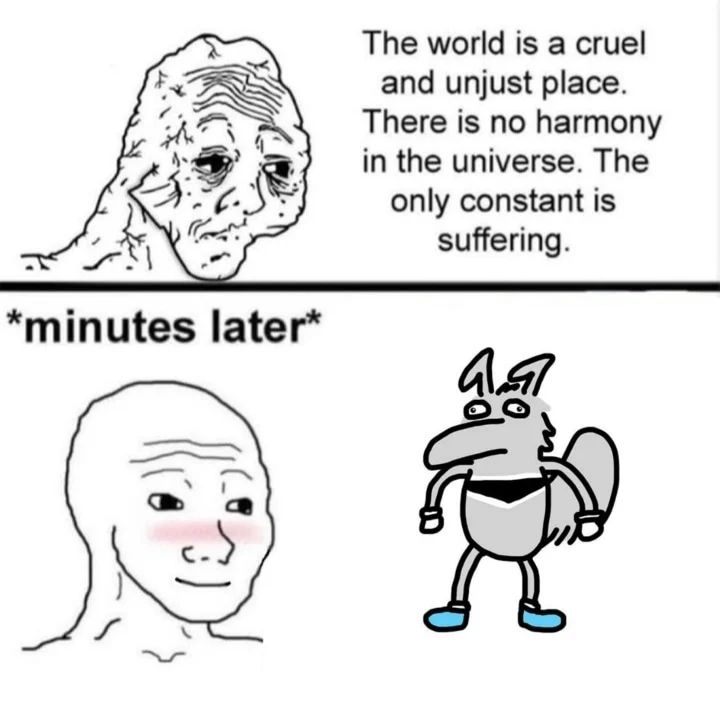 The world is a cruel
and unjust place.
There is no harmony
in the universe. The
only constant is
suffering.
*minutes later*